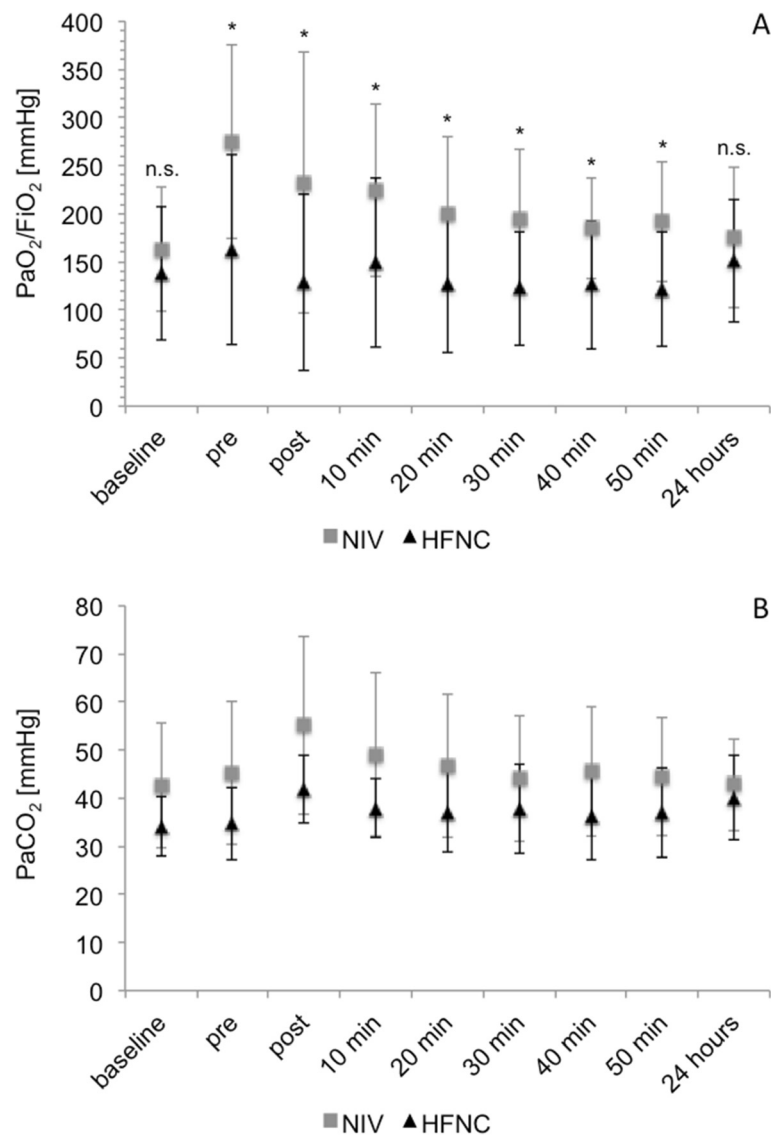 A
PaO₂/FiO₂ [mmHg]
400
350
300
250
200
150
100
50
0
n.s.
*
*
*
*
*
*
*
n.s.
baseline
pre
post
10 min
20 min
30 min
40 min
50 min
24 hours
NIV HFNC
B
PaCO₂ [mmHg]
80
70
60
50
40
30
20
10
0
baseline
pre
post
10 min
20 min
30 min
40 min
50 min
24 hours
NIV HFNC